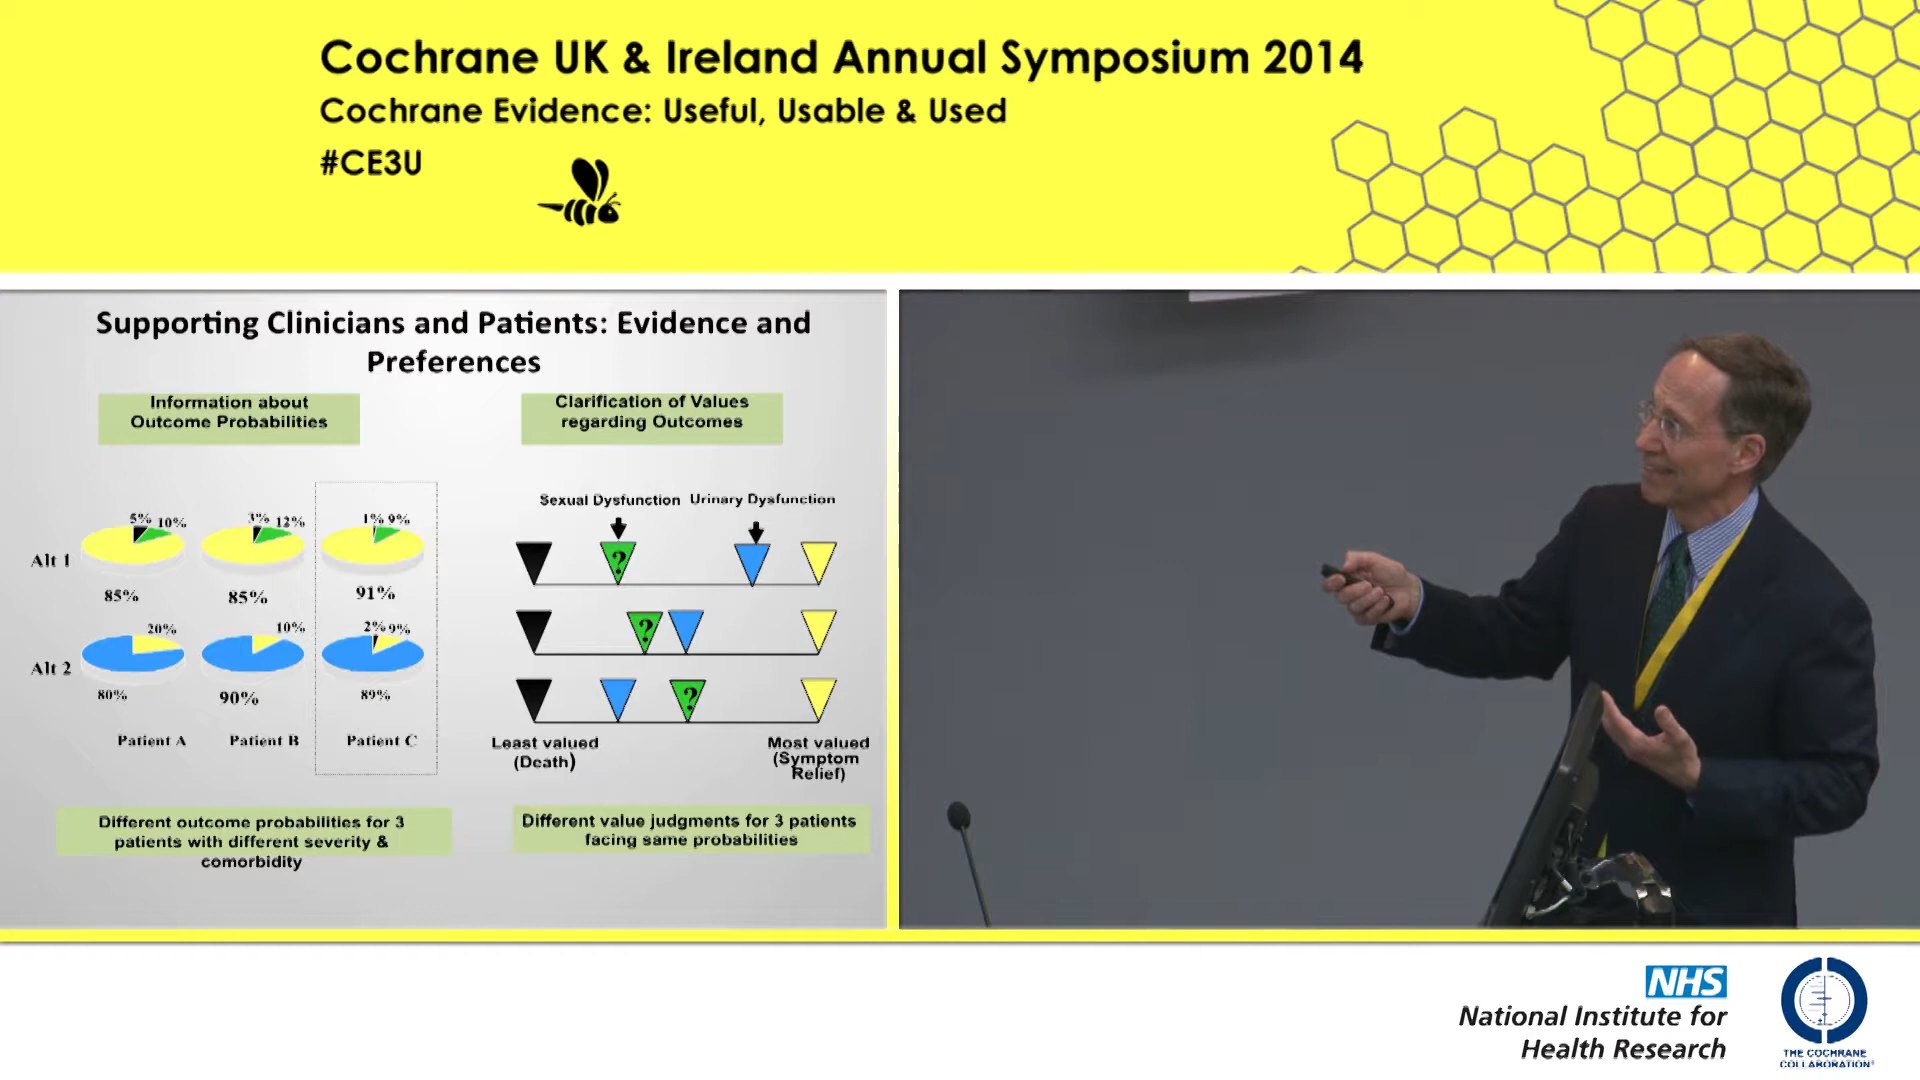 Cochrane UK & Ireland Annual Symposium 2014
Cochrane Evidence: Useful, Usable & Used
#CE3U
Supporting Clinicians and Patients: Evidence and
Preferences
Information about
Outcome Probabilities
Clarification of Values
regarding Outcomes
Sexual Dysfunction Urinary Dysfunction
5% 10% 3% 12% 1% 9%
? 
Alt 1
85% 85% 91%
20% 10% 2% 9%
?
Alt 2
80% 90% 89%
?
Patient A Patient B Patient C
Least valued
(Death)
Most valued
(Symptom
Relief)
Different outcome probabilities for 3
patients with different severity &
comorbidity
Different value judgments for 3 patients
facing same probabilities
NHS
National Institute for
Health Research
THE COCHRANE
COLLABORATION®